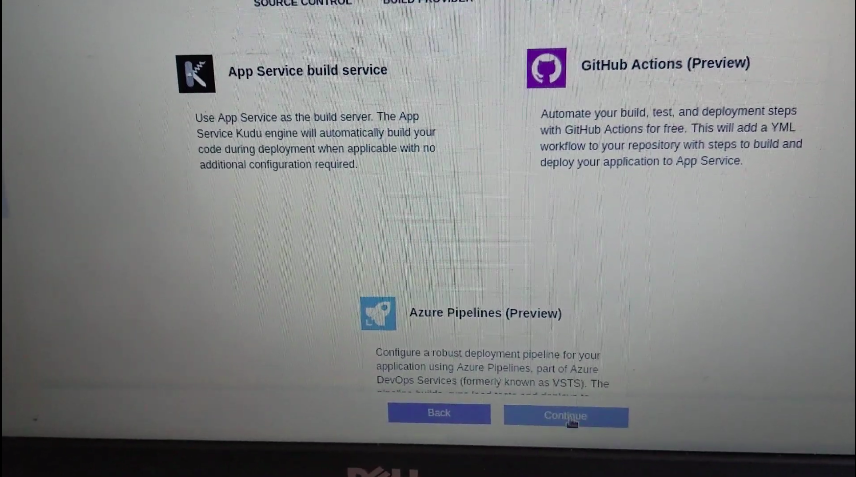 SOURCE CONTROL BUILD PROVIDER
App Service build service
Use App Service as the build server. The App
Service Kudu engine will automatically build your
code during deployment when applicable with no
additional configuration required.
GitHub Actions (Preview)
Automate your build, test, and deployment steps
with GitHub Actions for free. This will add a YML
workflow to your repository with steps to build and
deploy your application to App Service.
Azure Pipelines (Preview)
Configure a robust deployment pipeline for your
application using Azure Pipelines, part of Azure
DevOps Services (formerly known as VSTS). The
Back
Continue
DELL